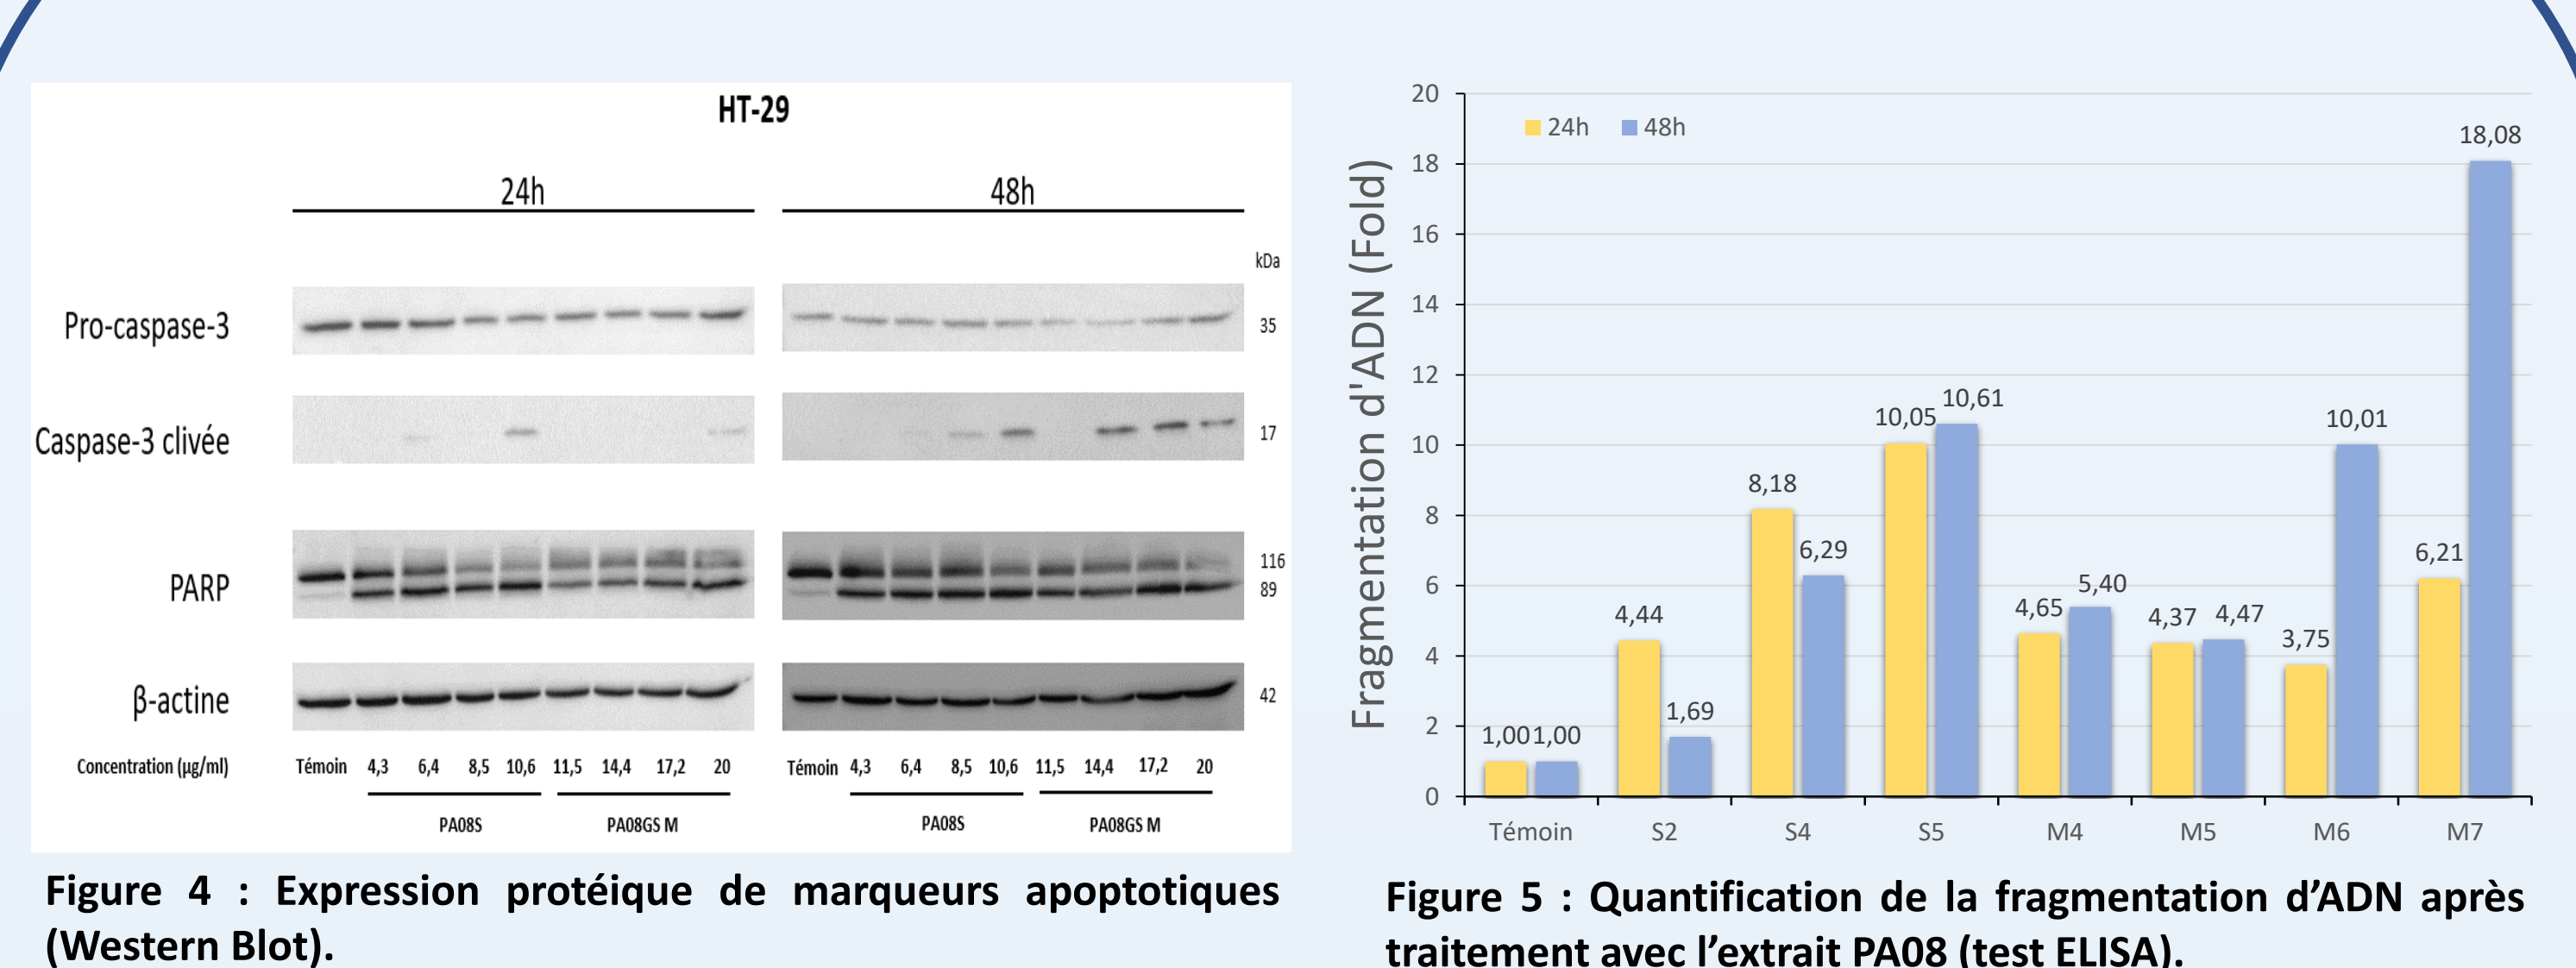 HT-29
24h
48h
kDa
Pro-caspase-3
35
Caspase-3 clivée
17
PARP
116
89
β-actine
42
Concentration (µg/ml) Témoin 4,3 6,4 8,5 10,6 11,5 14,4 17,2 20 Témoin 4,3 6,4 8,5 10,6 11,5 14,4 17,2 20
PA08S PA08GS M PA08S PA08GS M
Figure 4 : Expression protéique de marqueurs apoptotiques
(Western Blot).
Fragmentation d'ADN (Fold)
20
18
16
14
12
10
8
6
4
2
0
24h 48h
1,00 1,00
4,44
1,69
8,18
6,29
10,05
10,61
4,65
5,40
4,37
4,47
3,75
10,01
6,21
18,08
Témoin S2 S4 S5 M4 M5 M6 M7
Figure 5 : Quantification de la fragmentation d’ADN après
traitement avec l’extrait PA08 (test ELISA).